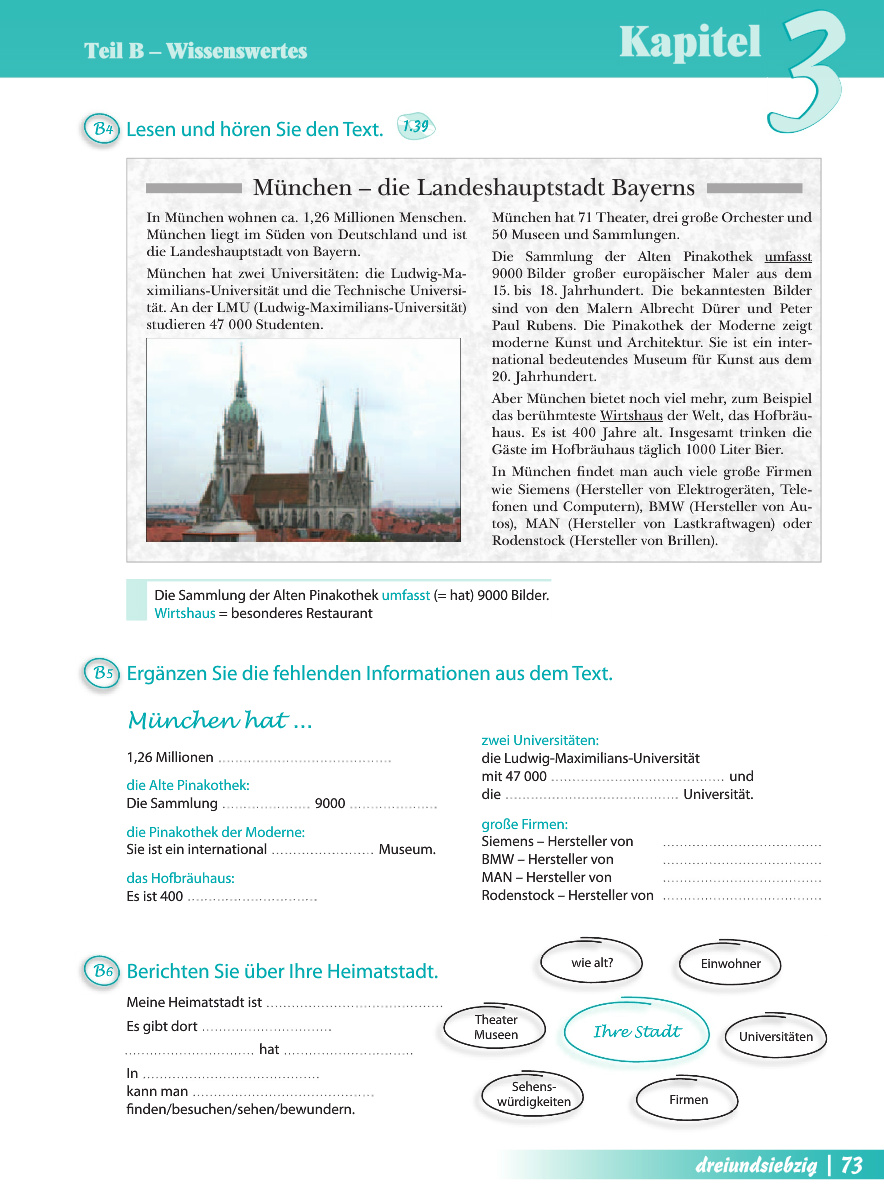 Teil B – Wissenswertes
Kapitel 3
B4 Lesen und hören Sie den Text. 1.39
München – die Landeshauptstadt Bayerns
In München wohnen ca. 1,26 Millionen Menschen.
München liegt im Süden von Deutschland und ist
die Landeshauptstadt von Bayern.
München hat zwei Universitäten: die Ludwig-Ma-
ximilians-Universität und die Technische Universi-
tät. An der LMU (Ludwig-Maximilians-Universität)
studieren 47 000 Studenten.
München hat 71 Theater, drei große Orchester und
50 Museen und Sammlungen.
Die Sammlung der Alten Pinakothek umfasst
9000 Bilder großer europäischer Maler aus dem
15. bis 18. Jahrhundert. Die bekanntesten Bilder
sind von den Malern Albrecht Dürer und Peter
Paul Rubens. Die Pinakothek der Moderne zeigt
moderne Kunst und Architektur. Sie ist ein inter-
national bedeutendes Museum für Kunst aus dem
20. Jahrhundert.
Aber München bietet noch viel mehr, zum Beispiel
das berühmteste Wirtshaus der Welt, das Hofbräu-
haus. Es ist 400 Jahre alt. Insgesamt trinken die
Gäste im Hofbräuhaus täglich 1000 Liter Bier.
In München findet man auch viele große Firmen
wie Siemens (Hersteller von Elektrogeräten, Tele-
fonen und Computern), BMW (Hersteller von Au-
tos), MAN (Hersteller von Lastkraftwagen) oder
Rodenstock (Hersteller von Brillen).
Die Sammlung der Alten Pinakothek umfasst (= hat) 9000 Bilder.
Wirtshaus = besonderes Restaurant
B5 Ergänzen Sie die fehlenden Informationen aus dem Text.
München hat ...
1,26 Millionen ........................................
die Alte Pinakothek:
Die Sammlung ..................... 9000 .....................
die Pinakothek der Moderne:
Sie ist ein international ........................ Museum.
das Hofbräuhaus:
Es ist 400 ..............................
zwei Universitäten:
die Ludwig-Maximilians-Universität
mit 47 000 ........................................ und
die ........................................ Universität.
große Firmen:
Siemens – Hersteller von .....................................
BMW – Hersteller von .....................................
MAN – Hersteller von .....................................
Rodenstock – Hersteller von .....................................
B6 Berichten Sie über Ihre Heimatstadt.
Meine Heimatstadt ist ........................................
Es gibt dort ..............................
.............................. hat ..............................
In ........................................
kann man ..........................................
finden/besuchen/sehen/bewundern.
wie alt?
Einwohner
Theater
Museen
Ihre Stadt
Universitäten
Sehens-
würdigkeiten
Firmen
dreiundsiebzig | 73